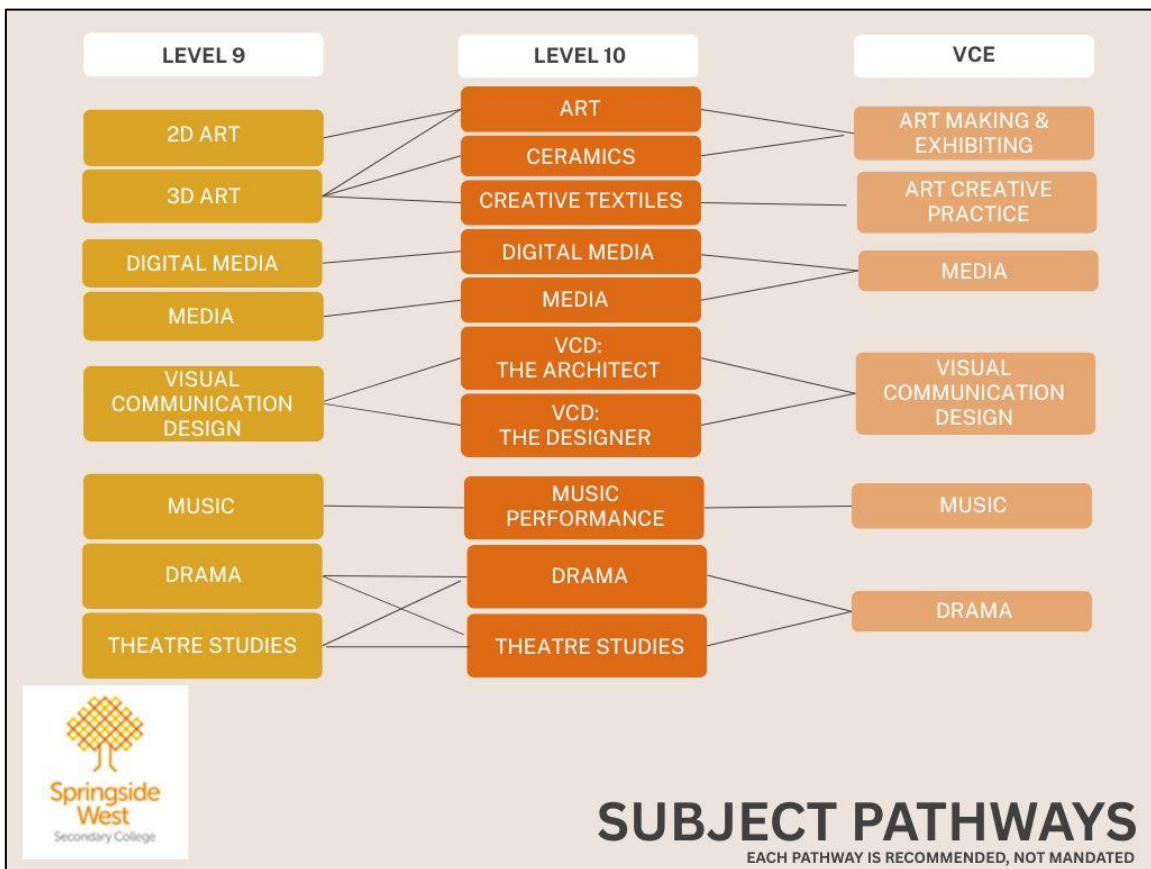 LEVEL 9
LEVEL 10
VCE
2D ART
3D ART
DIGITAL MEDIA
MEDIA
VISUAL
COMMUNICATION
DESIGN
MUSIC
DRAMA
THEATRE STUDIES
ART
CERAMICS
CREATIVE TEXTILES
DIGITAL MEDIA
MEDIA
VCD:
THE ARCHITECT
VCD:
THE DESIGNER
MUSIC
PERFORMANCE
DRAMA
THEATRE STUDIES
ART MAKING &
EXHIBITING
ART CREATIVE
PRACTICE
MEDIA
VISUAL
COMMUNICATION
DESIGN
MUSIC
DRAMA
Springside
West
Secondary College
SUBJECT PATHWAYS
EACH PATHWAY IS RECOMMENDED, NOT MANDATED